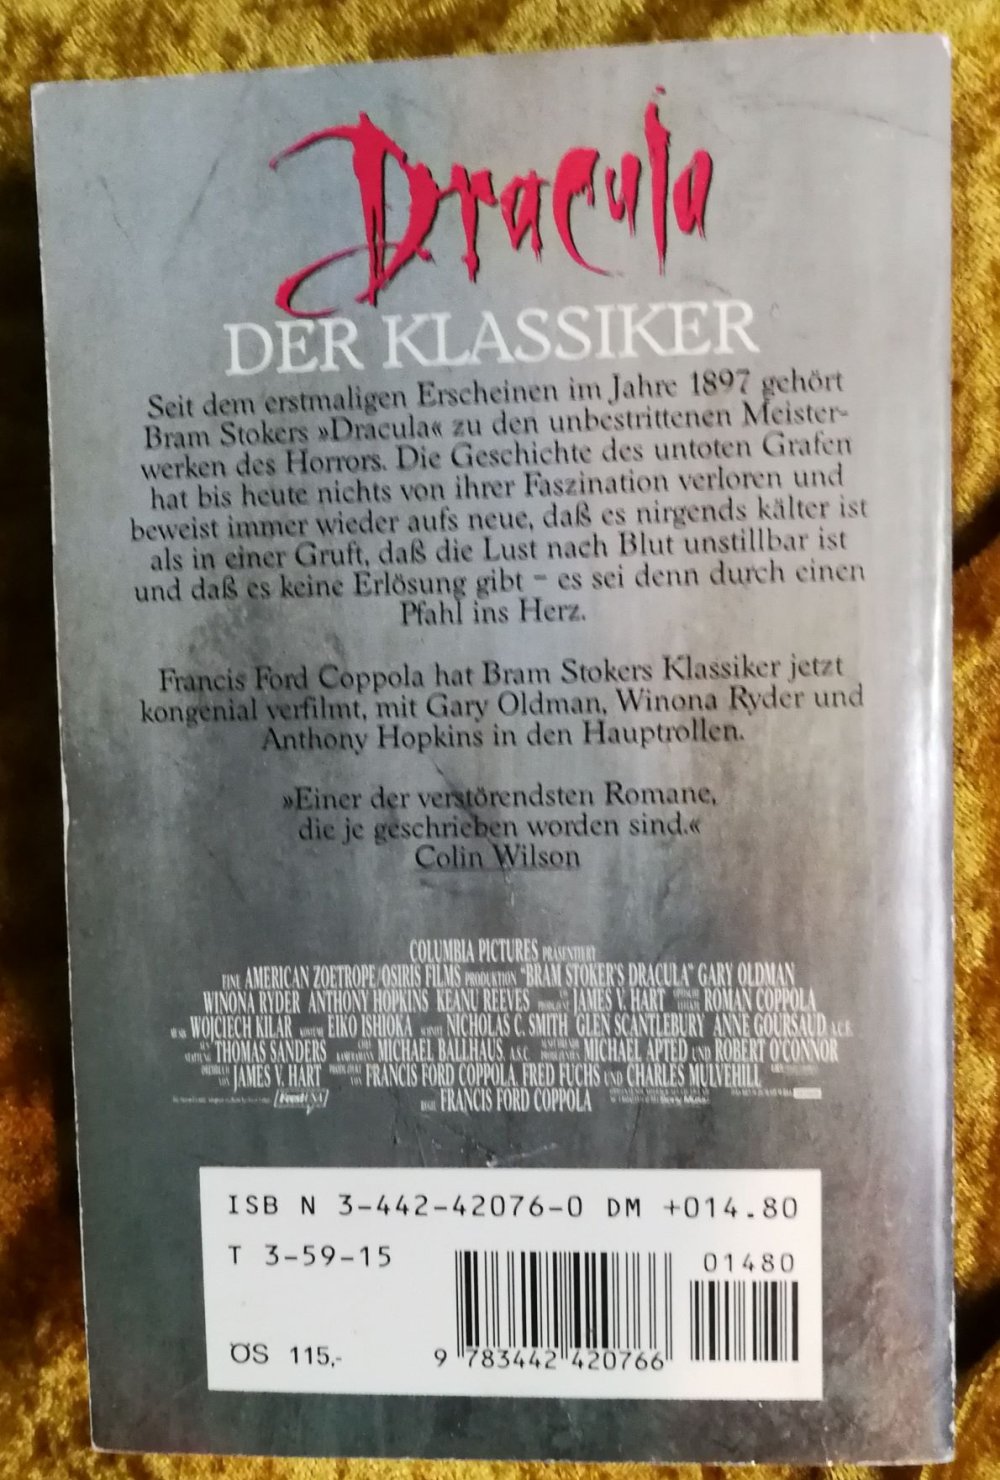 Dracula
DER KLASSIKER
Seit dem erstmaligen Erscheinen im Jahre 1897 gehört
Bram Stokers »Dracula« zu den unbestrittenen Meister-
werken des Horrors. Die Geschichte des untoten Grafen
hat bis heute nichts von ihrer Faszination verloren und
beweist immer wieder aufs neue, daß es nirgends kälter ist
als in einer Gruft, daß die Lust nach Blut unstillbar ist
und daß es keine Erlösung gibt – es sei denn durch einen
Pfahl ins Herz.
Francis Ford Coppola hat Bram Stokers Klassiker jetzt
kongenial verfilmt, mit Gary Oldman, Winona Ryder und
Anthony Hopkins in den Hauptrollen.
»Einer der verstörendsten Romane,
die je geschrieben worden sind.«
Colin Wilson
COLUMBIA PICTURES PRÄSENTIERT
EINE AMERICAN ZOETROPE/OSIRIS FILMS PRODUKTION "BRAM STOKER'S DRACULA" GARY OLDMAN
WINONA RYDER ANTHONY HOPKINS KEANU REEVES JAMES V. HART ROMAN COPPOLA
MUSIK WOJCIECH KILAR KOSTÜME EIKO ISHIOKA SCHNITT NICHOLAS C. SMITH GLEN SCANTLEBURY ANNE GOURSAUD A.C.E.
THOMAS SANDERS MICHAEL BALLHAUS, A.S.C. MICHAEL APTED UND ROBERT O'CONNOR
JAMES V. HART PRODUZIERT VON FRANCIS FORD COPPOLA, FRED FUCHS UND CHARLES MULVEHILL
REGIE FRANCIS FORD COPPOLA
ISB N 3-442-42076-0 DM +014.80
T 3-59-15
01480
ÖS 115,-
9 783442 420766